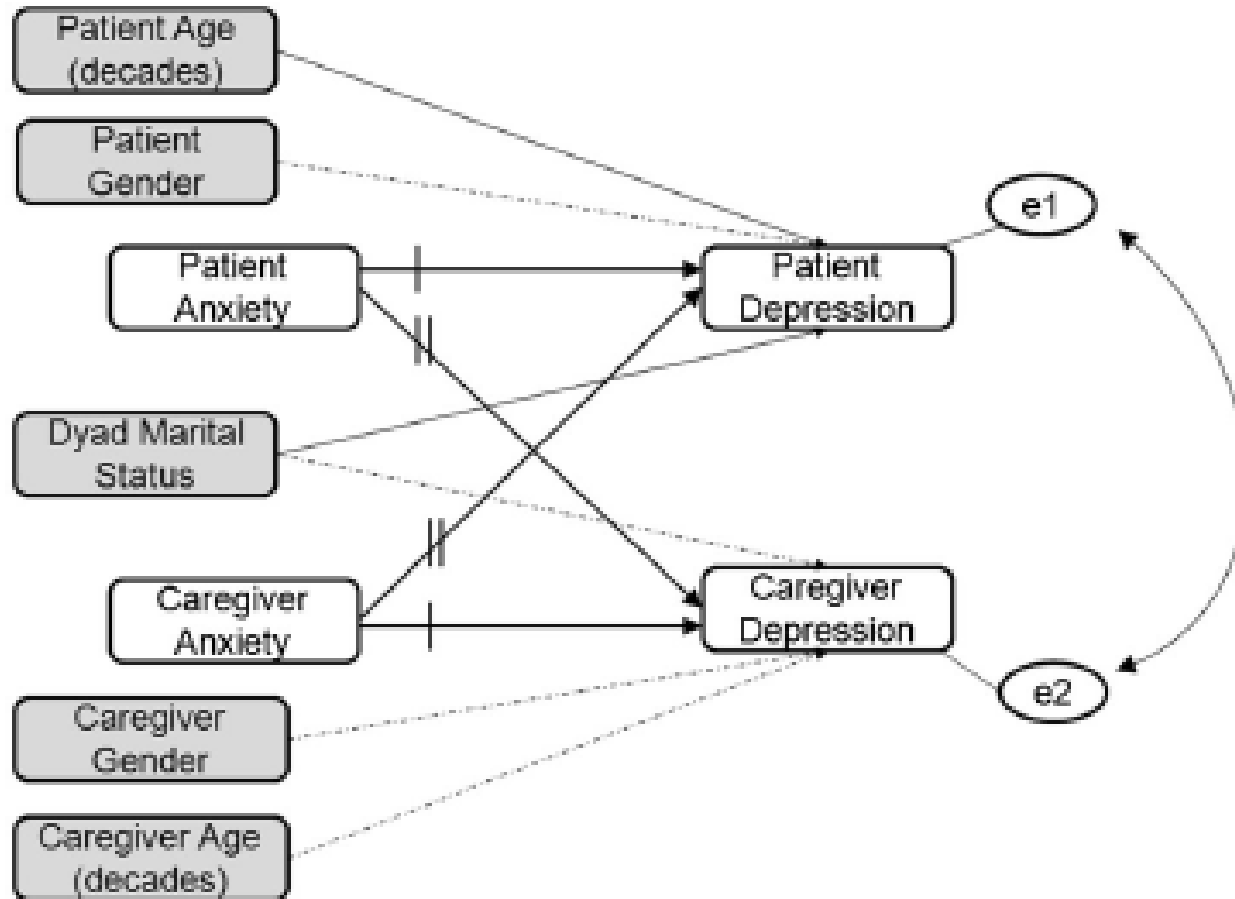 Patient Age
(decades)
Patient
Gender
e1
Patient
Anxiety
Patient
Depression
Dyad Marital
Status
Caregiver
Anxiety
Caregiver
Depression
e2
Caregiver
Gender
Caregiver Age
(decades)